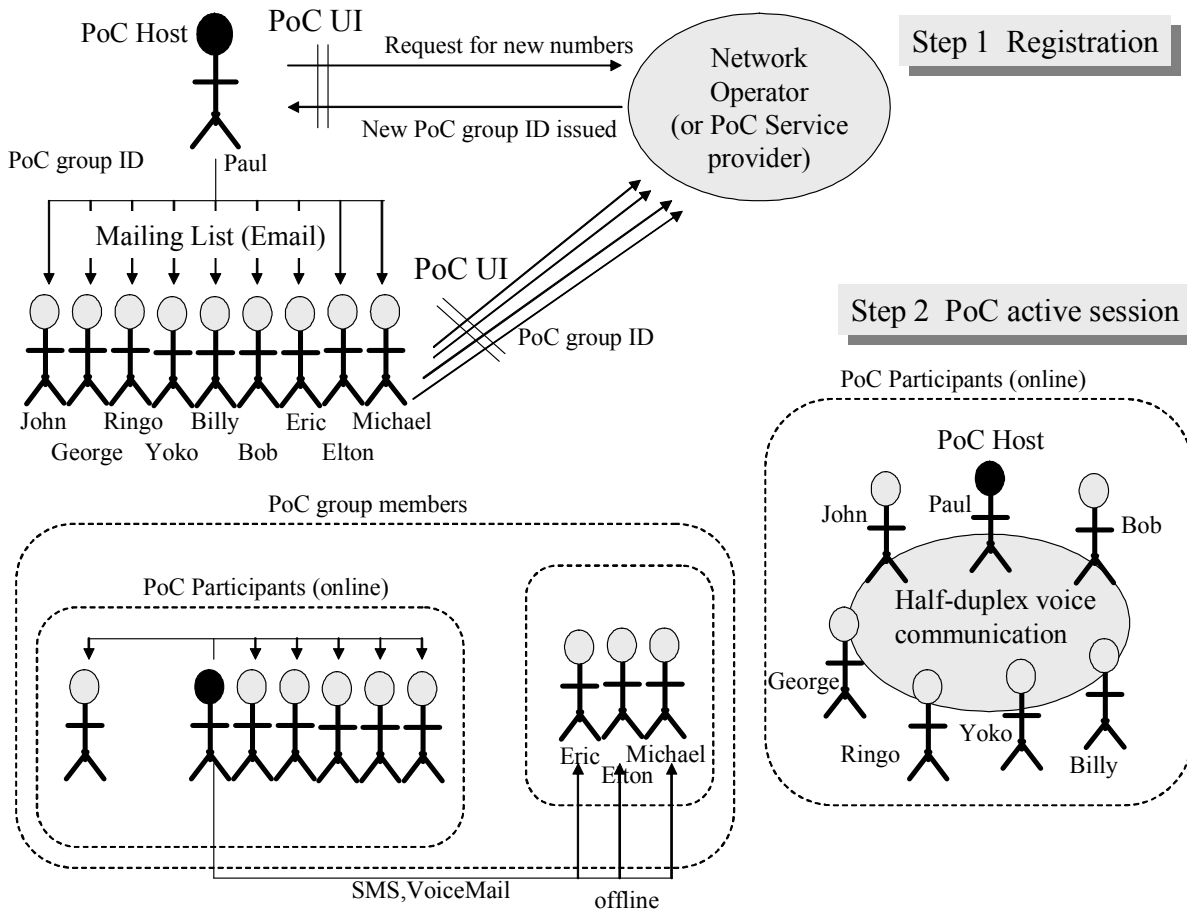 PoC Host
PoC UI
Request for new numbers
New PoC group ID issued
Network
Operator
(or PoC Service
provider)
Step 1 Registration
PoC group ID
Paul
Mailing List (Email)
PoC UI
PoC group ID
John
Ringo
Billy
Eric
Michael
George
Yoko
Bob
Elton
Step 2 PoC active session
PoC Participants (online)
PoC Host
John
Paul
Bob
Half-duplex voice
communication
George
Ringo
Yoko
Billy
PoC group members
PoC Participants (online)
Eric
Michael
Elton
SMS,VoiceMail
offline